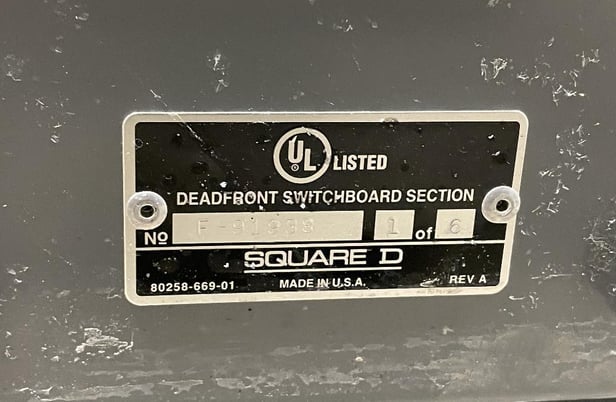 UL LISTED
DEADFRONT SWITCHBOARD SECTION
No 1 of 6
SQUARE D
80258-669-01 MADE IN U.S.A. REV A